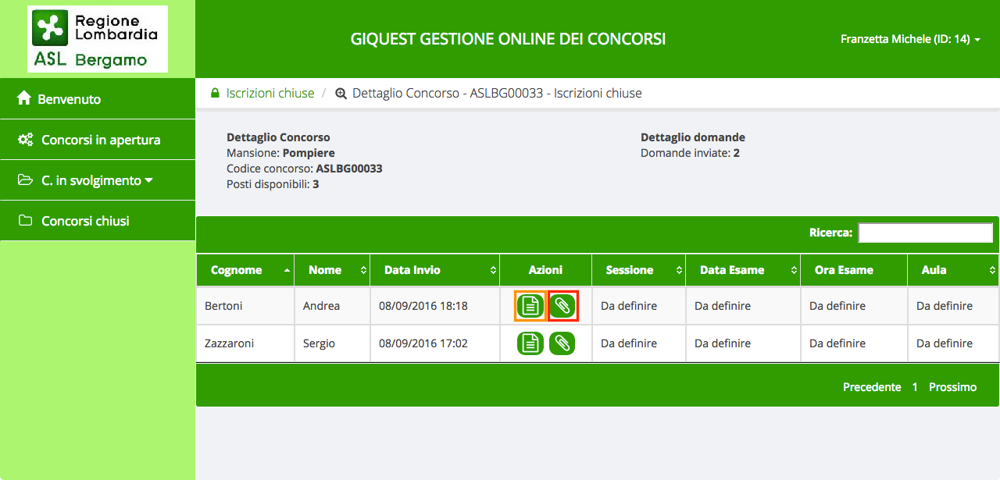 Regione
Lombardia
ASL Bergamo
GIQUEST GESTIONE ONLINE DEI CONCORSI
Franzetta Michele (ID: 14)
Benvenuto
Concorsi in apertura
C. in svolgimento
Concorsi chiusi
Iscrizioni chiuse / Dettaglio Concorso - ASLBG00033 - Iscrizioni chiuse
Dettaglio Concorso
Mansione: Pompiere
Codice concorso: ASLBG00033
Posti disponibili: 3
Dettaglio domande
Domande inviate: 2
Ricerca:
Cognome Nome Data Invio Azioni Sessione Data Esame Ora Esame Aula
Bertoni Andrea 08/09/2016 18:18 Da definire Da definire Da definire Da definire
Zazzaroni Sergio 08/09/2016 17:02 Da definire Da definire Da definire Da definire
Precedente 1 Prossimo